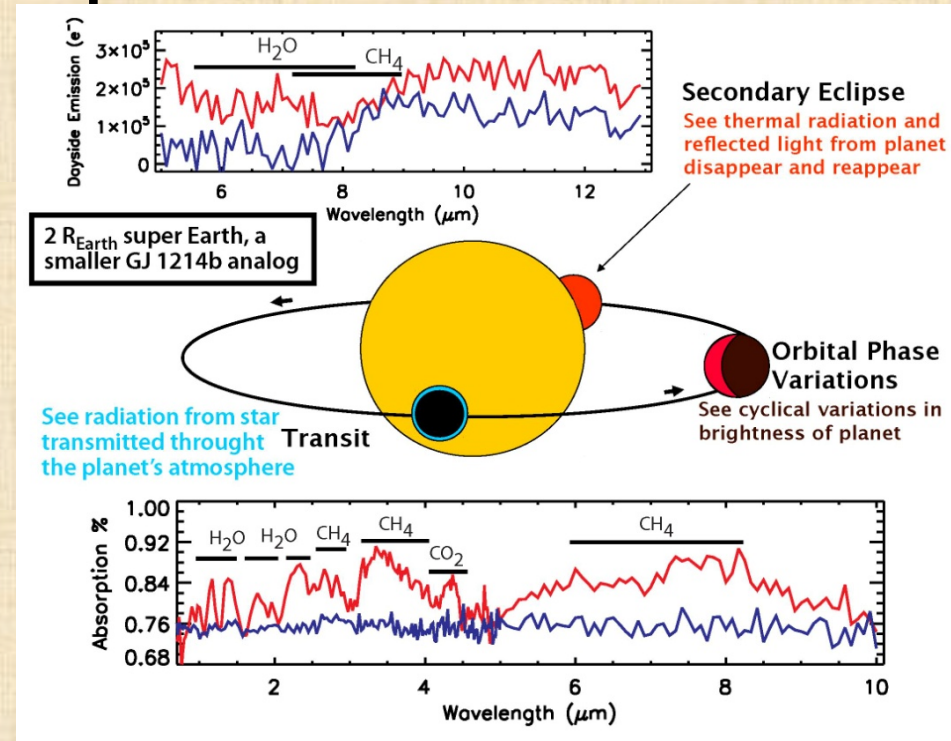 H₂O
CH₄
3×10⁵
2×10⁵
1×10⁵
0
Dayside Emission (e⁻)
6 8 10 12
Wavelength (μm)
Secondary Eclipse
See thermal radiation and
reflected light from planet
disappear and reappear
2 R_Earth super Earth, a
smaller GJ 1214b analog
Orbital Phase
Variations
See cyclical variations in
brightness of planet
See radiation from star
transmitted throught
the planet's atmosphere
Transit
1.00
0.92
0.84
0.76
0.68
Absorption %
H₂O H₂O CH₄ CH₄ CO₂ CH₄
2 4 6 8 10
Wavelength (μm)